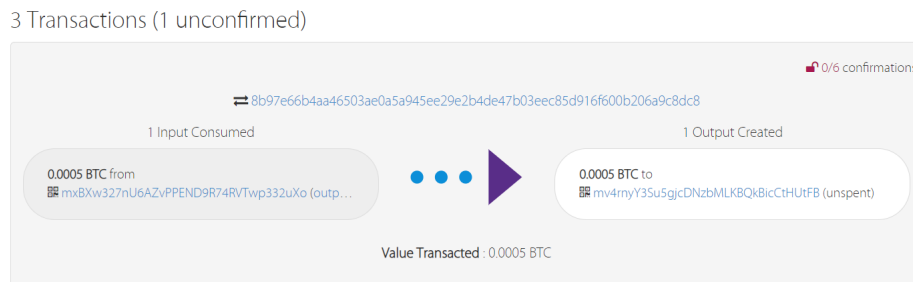 3 Transactions (1 unconfirmed)
0/6 confirmations
8b97e66b4aa46503ae0a5a945ee29e2b4de47b03eec85d916f600b206a9c8dc8
1 Input Consumed
1 Output Created
0.0005 BTC from
mxBXw327nU6AZvPPEND9R74RVTwp332uXo (outp...
0.0005 BTC to
mv4rnyY3Su5gjcDNzbMLKBQkBicCtHUtFB (unspent)
Value Transacted : 0.0005 BTC